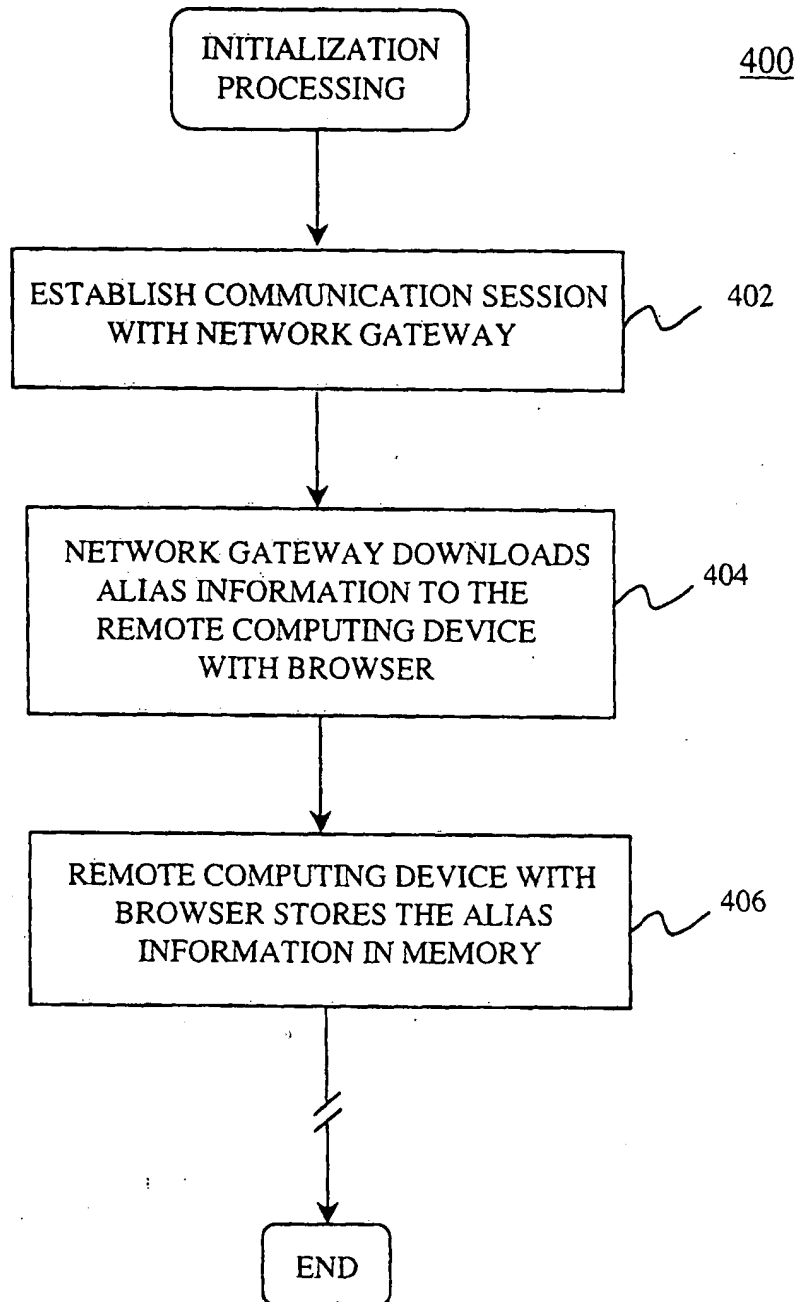 INITIALIZATION
PROCESSING
400
ESTABLISH COMMUNICATION SESSION
WITH NETWORK GATEWAY
402
NETWORK GATEWAY DOWNLOADS
ALIAS INFORMATION TO THE
REMOTE COMPUTING DEVICE
WITH BROWSER
404
REMOTE COMPUTING DEVICE WITH
BROWSER STORES THE ALIAS
INFORMATION IN MEMORY
406
END